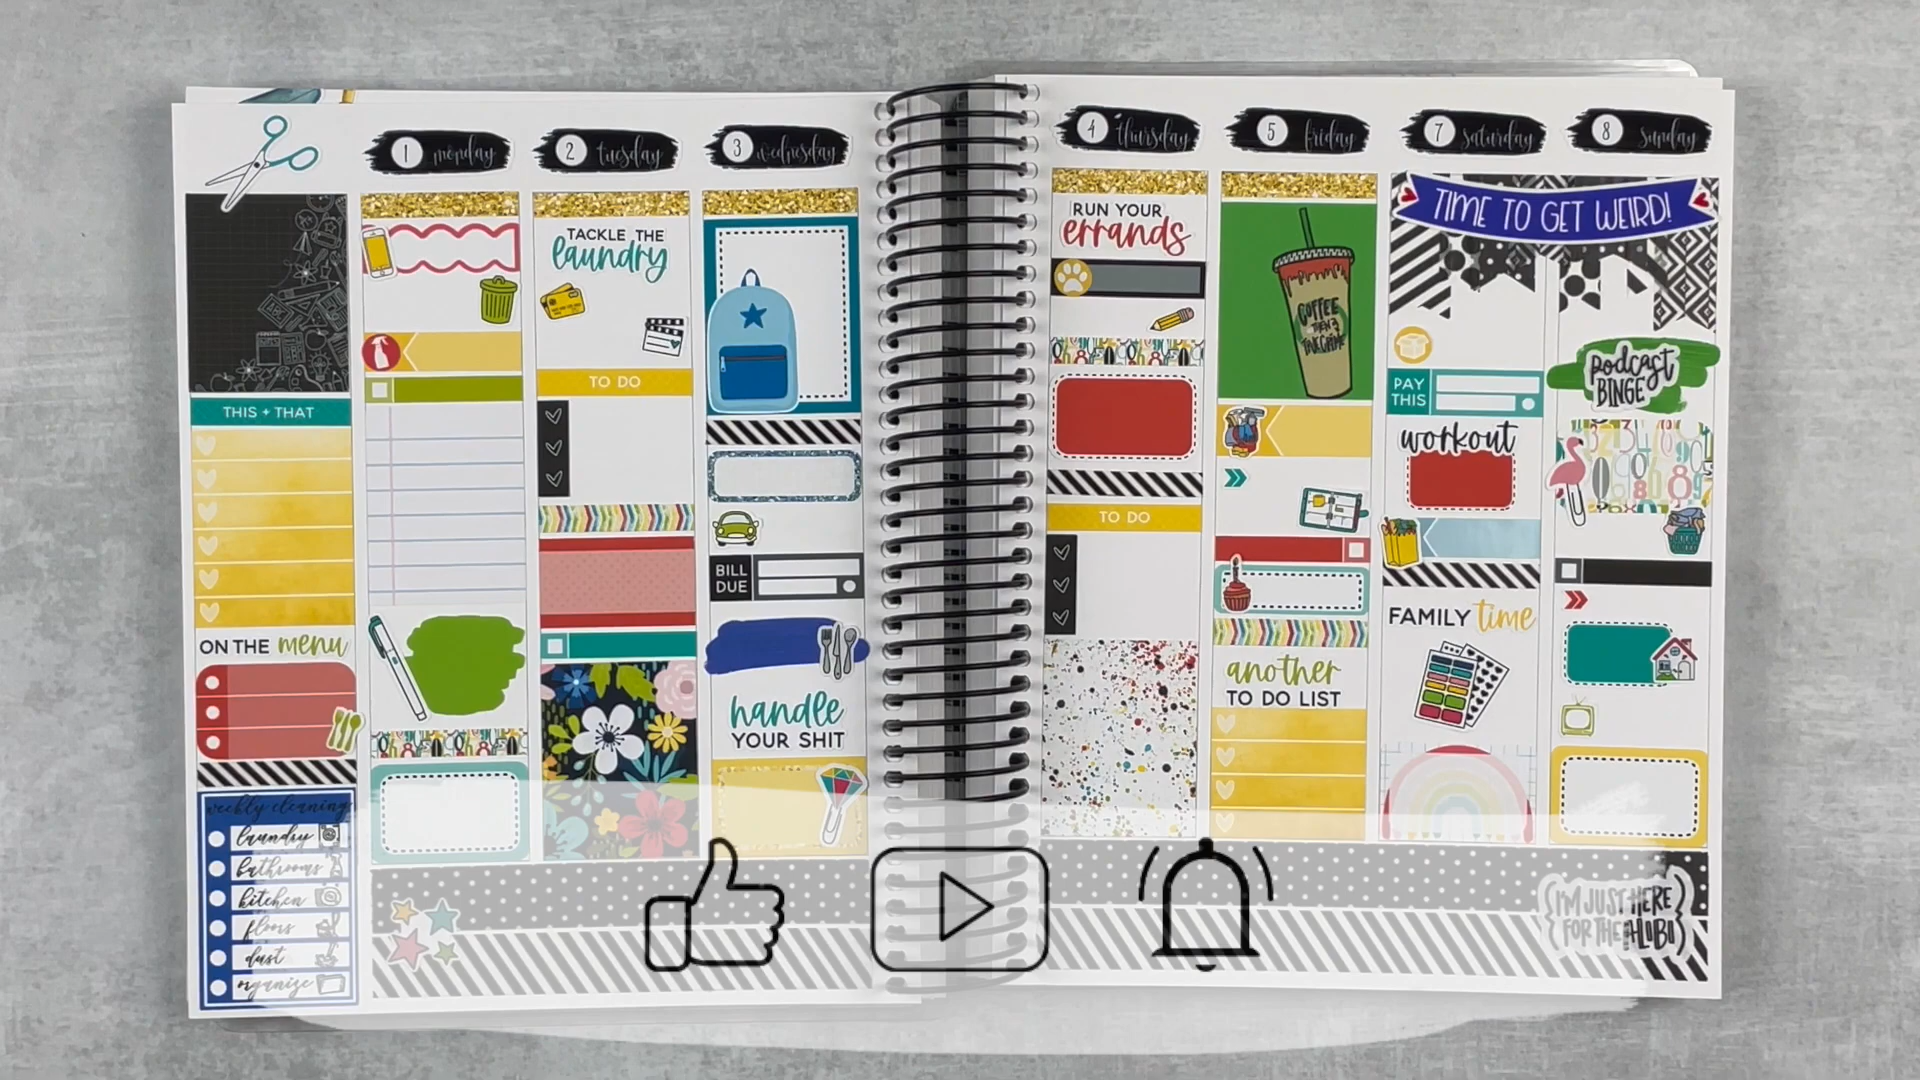 1 monday
2 tuesday
3 wednesday
4 thursday
5 friday
7 saturday
8 sunday
THIS + THAT
ON THE menu
weekly cleaning
laundry
bathrooms
kitchen
floors
dust
organize
TACKLE THE
laundry
TO DO
BILL
DUE
handle
YOUR SHIT
RUN YOUR
errands
TO DO
COFFEE
THEN
another
TO DO LIST
TIME TO GET WEIRD!
PAY
THIS
workout
FAMILY time
podcast
BINGE
I'M JUST HERE
FOR THE HOBO